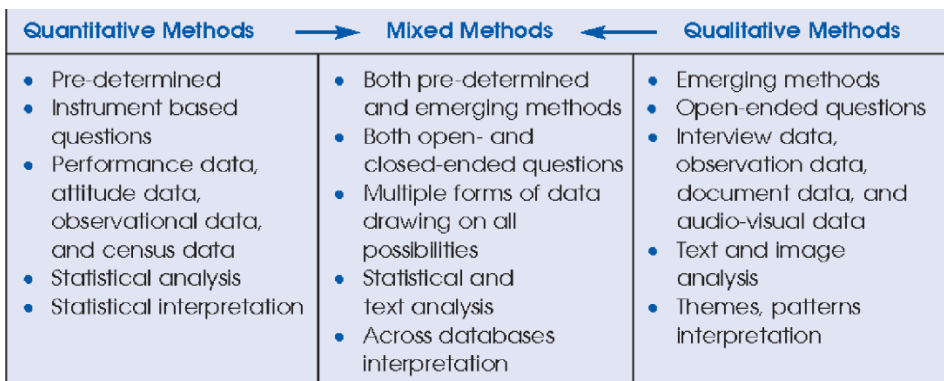 Quantitative Methods → Mixed Methods ← Qualitative Methods
• Pre-determined
• Instrument based
questions
• Performance data,
attitude data,
observational data,
and census data
• Statistical analysis
• Statistical interpretation
• Both pre-determined
and emerging methods
• Both open- and
closed-ended questions
• Multiple forms of data
drawing on all
possibilities
• Statistical and
text analysis
• Across databases
interpretation
• Emerging methods
• Open-ended questions
• Interview data,
observation data,
document data, and
audio-visual data
• Text and image
analysis
• Themes, patterns
interpretation